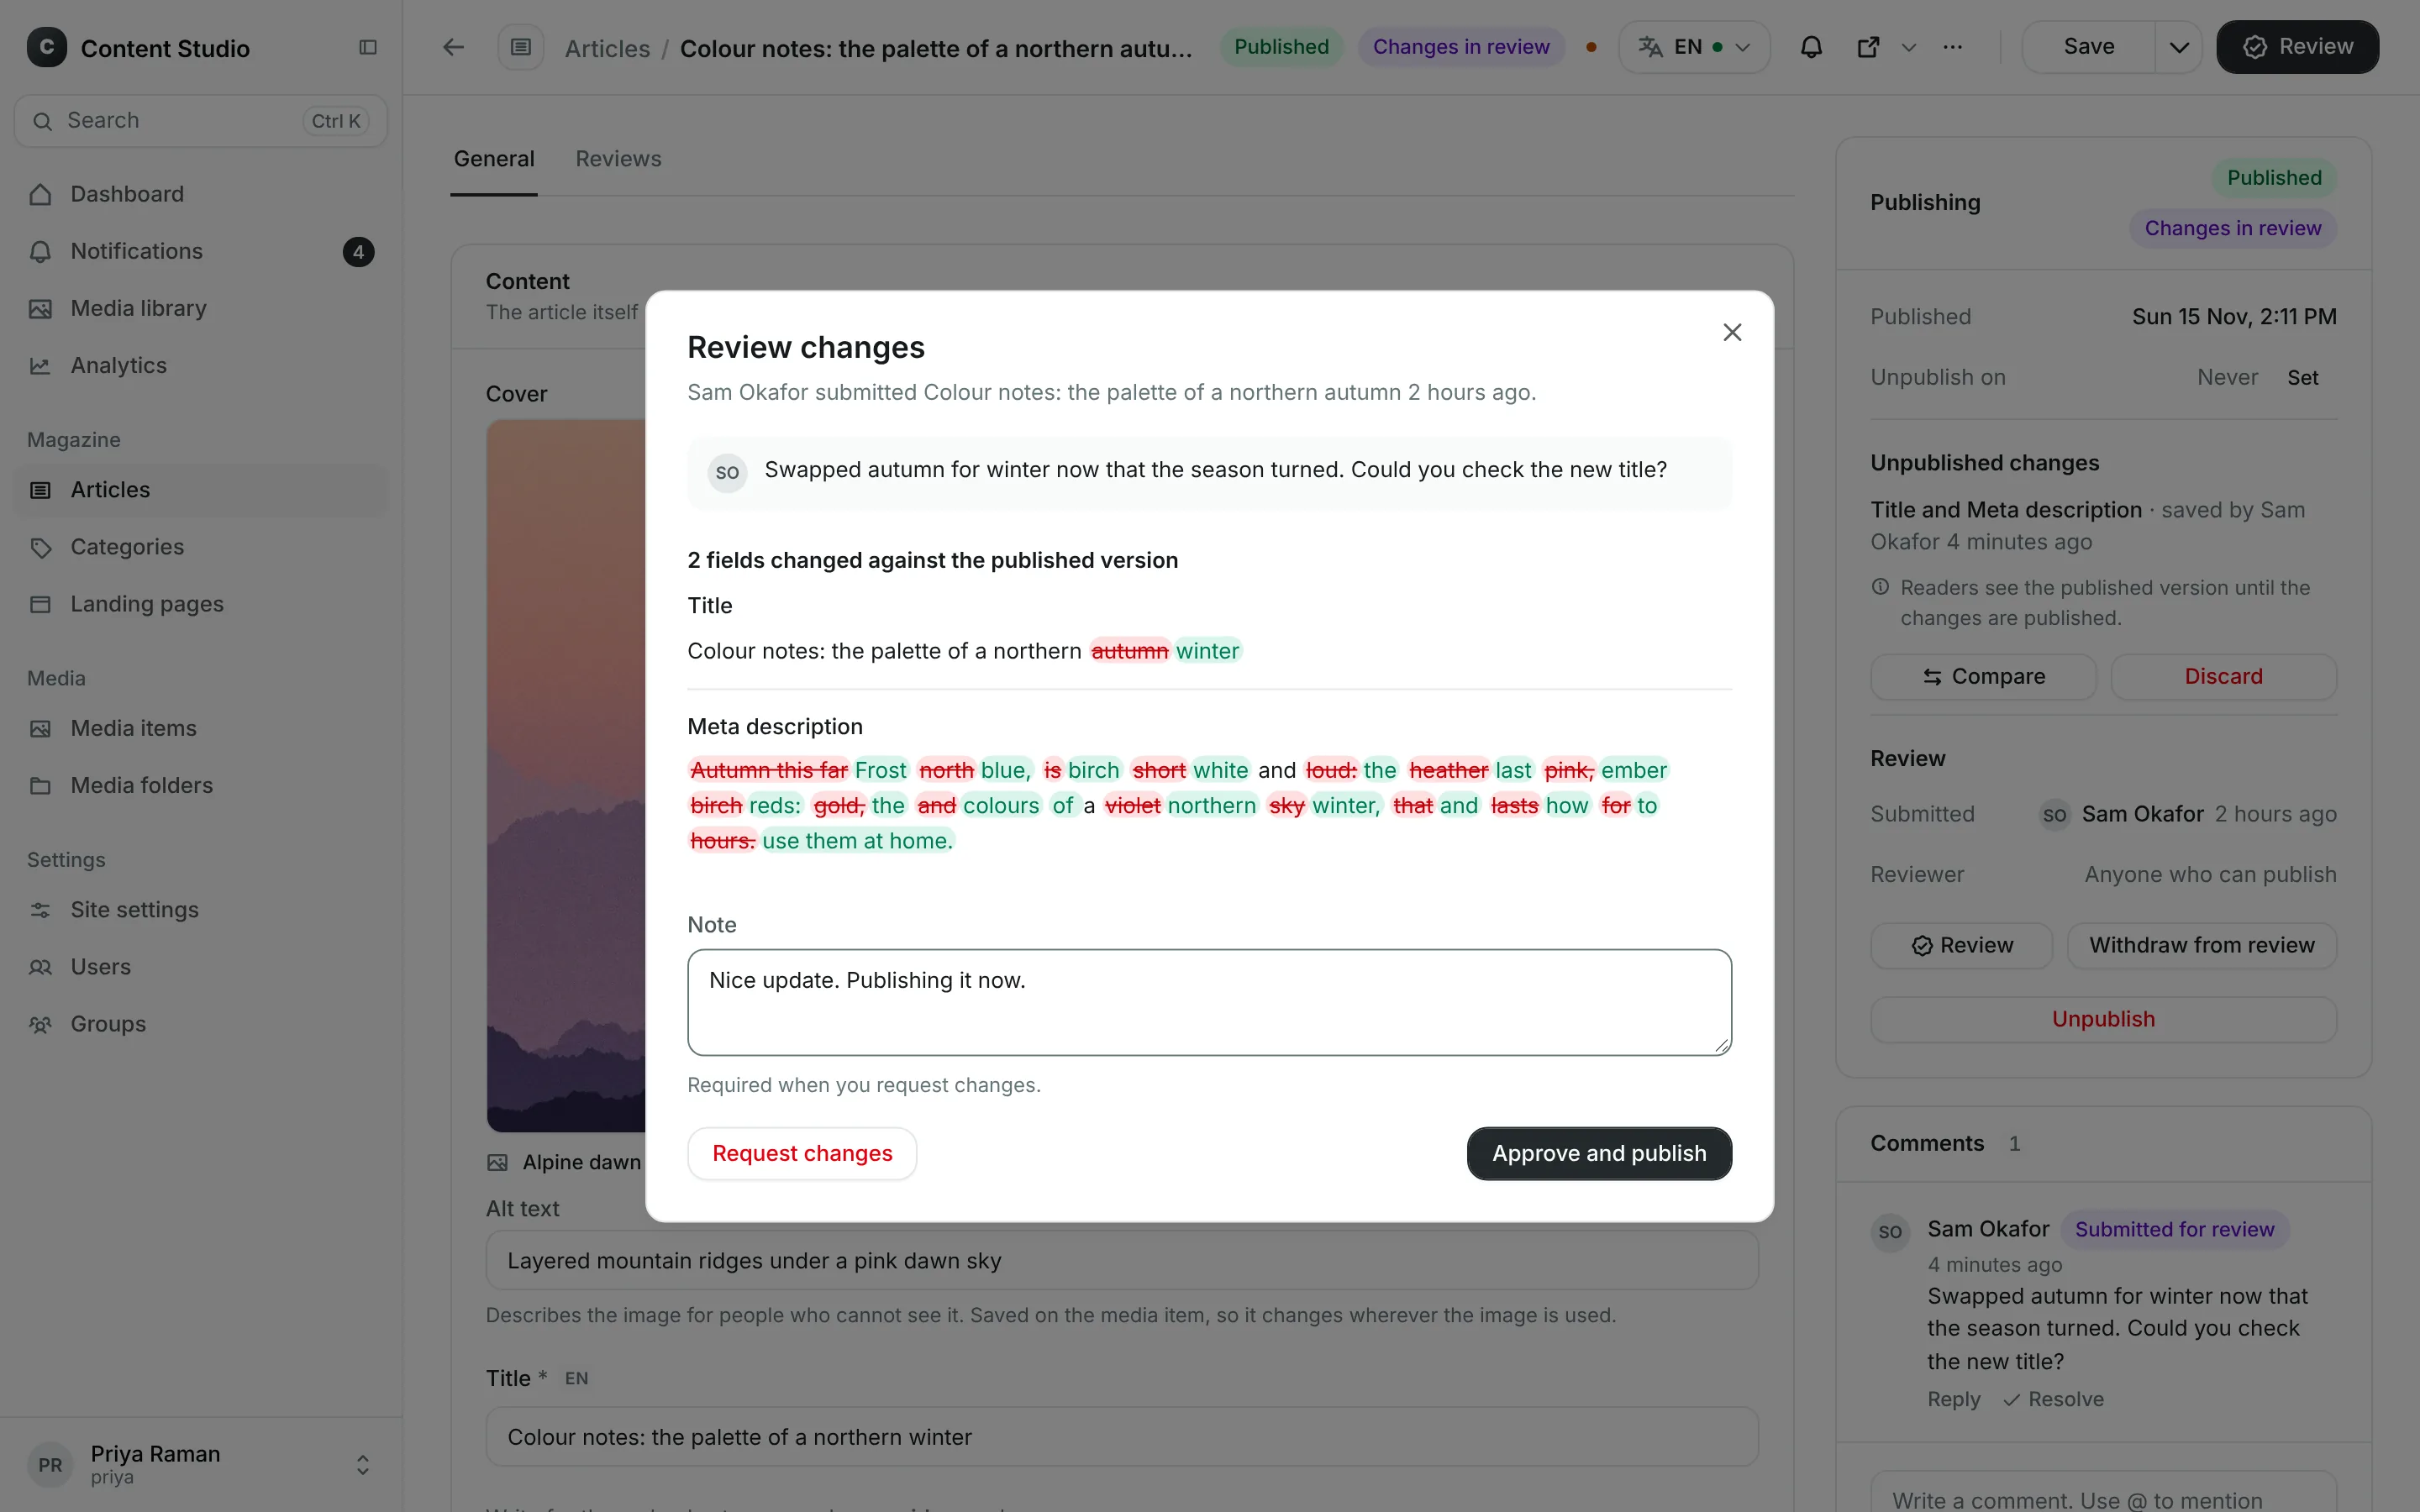 C Content Studio
Search Ctrl K
Dashboard
Notifications 4
Media library
Analytics
Magazine
Articles
Categories
Landing pages
Media
Media items
Media folders
Settings
Site settings
Users
Groups
PR Priya Raman
priya
Articles / Colour notes: the palette of a northern autu...
Published
Changes in review
EN
Save
Review
General Reviews
Content
The article itself
Cover
Alpine dawn
Alt text
Layered mountain ridges under a pink dawn sky
Describes the image for people who cannot see it. Saved on the media item, so it changes wherever the image is used.
Title * EN
Colour notes: the palette of a northern winter
Review changes
Sam Okafor submitted Colour notes: the palette of a northern autumn 2 hours ago.
SO Swapped autumn for winter now that the season turned. Could you check the new title?
2 fields changed against the published version
Title
Colour notes: the palette of a northern autumn winter
Meta description
Autumn this far Frost north blue, is birch short white and loud: the heather last pink, ember
birch reds: gold, the and colours of a violet northern sky winter, that and lasts how for to
hours. use them at home.
Note
Nice update. Publishing it now.
Required when you request changes.
Request changes
Approve and publish
Publishing
Published
Changes in review
Published Sun 15 Nov, 2:11 PM
Unpublish on Never Set
Unpublished changes
Title and Meta description · saved by Sam
Okafor 4 minutes ago
Readers see the published version until the
changes are published.
Compare
Discard
Review
Submitted SO Sam Okafor 2 hours ago
Reviewer Anyone who can publish
Review
Withdraw from review
Unpublish
Comments 1
SO Sam Okafor Submitted for review
4 minutes ago
Swapped autumn for winter now that
the season turned. Could you check
the new title?
Reply Resolve
Write a comment. Use @ to mention